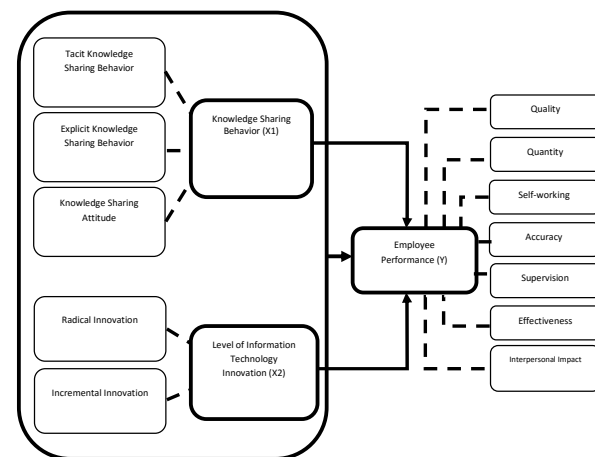 Tacit Knowledge
Sharing Behavior
Explicit Knowledge
Sharing Behavior
Knowledge Sharing
Attitude
Knowledge Sharing
Behavior (X1)
Radical Innovation
Incremental Innovation
Level of Information
Technology
Innovation (X2)
Employee
Performance (Y)
Quality
Quantity
Self-working
Accuracy
Supervision
Effectiveness
Interpersonal Impact